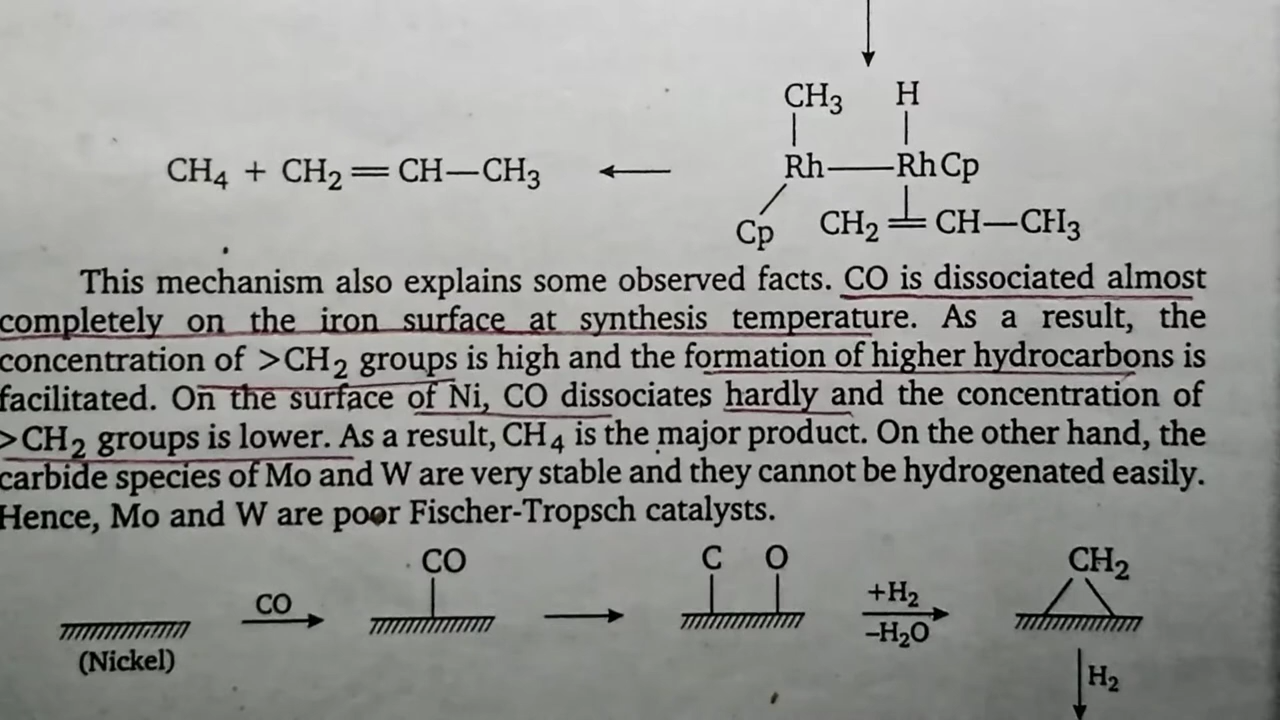 CH3 H
CH4 + CH2=CH—CH3 ← Rh—RhCp
Cp CH2=CH—CH3
This mechanism also explains some observed facts. CO is dissociated almost
completely on the iron surface at synthesis temperature. As a result, the
concentration of >CH2 groups is high and the formation of higher hydrocarbons is
facilitated. On the surface of Ni, CO dissociates hardly and the concentration of
>CH2 groups is lower. As a result, CH4 is the major product. On the other hand, the
carbide species of Mo and W are very stable and they cannot be hydrogenated easily.
Hence, Mo and W are poor Fischer-Tropsch catalysts.
CO C O CH2
CO +H2
–H2O
(Nickel) H2